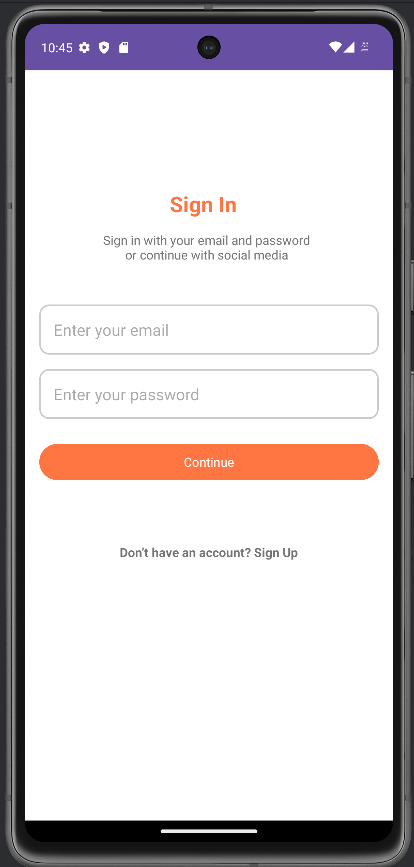 10:45
Sign In
Sign in with your email and password
or continue with social media
Enter your email
Enter your password
Continue
Don't have an account? Sign Up